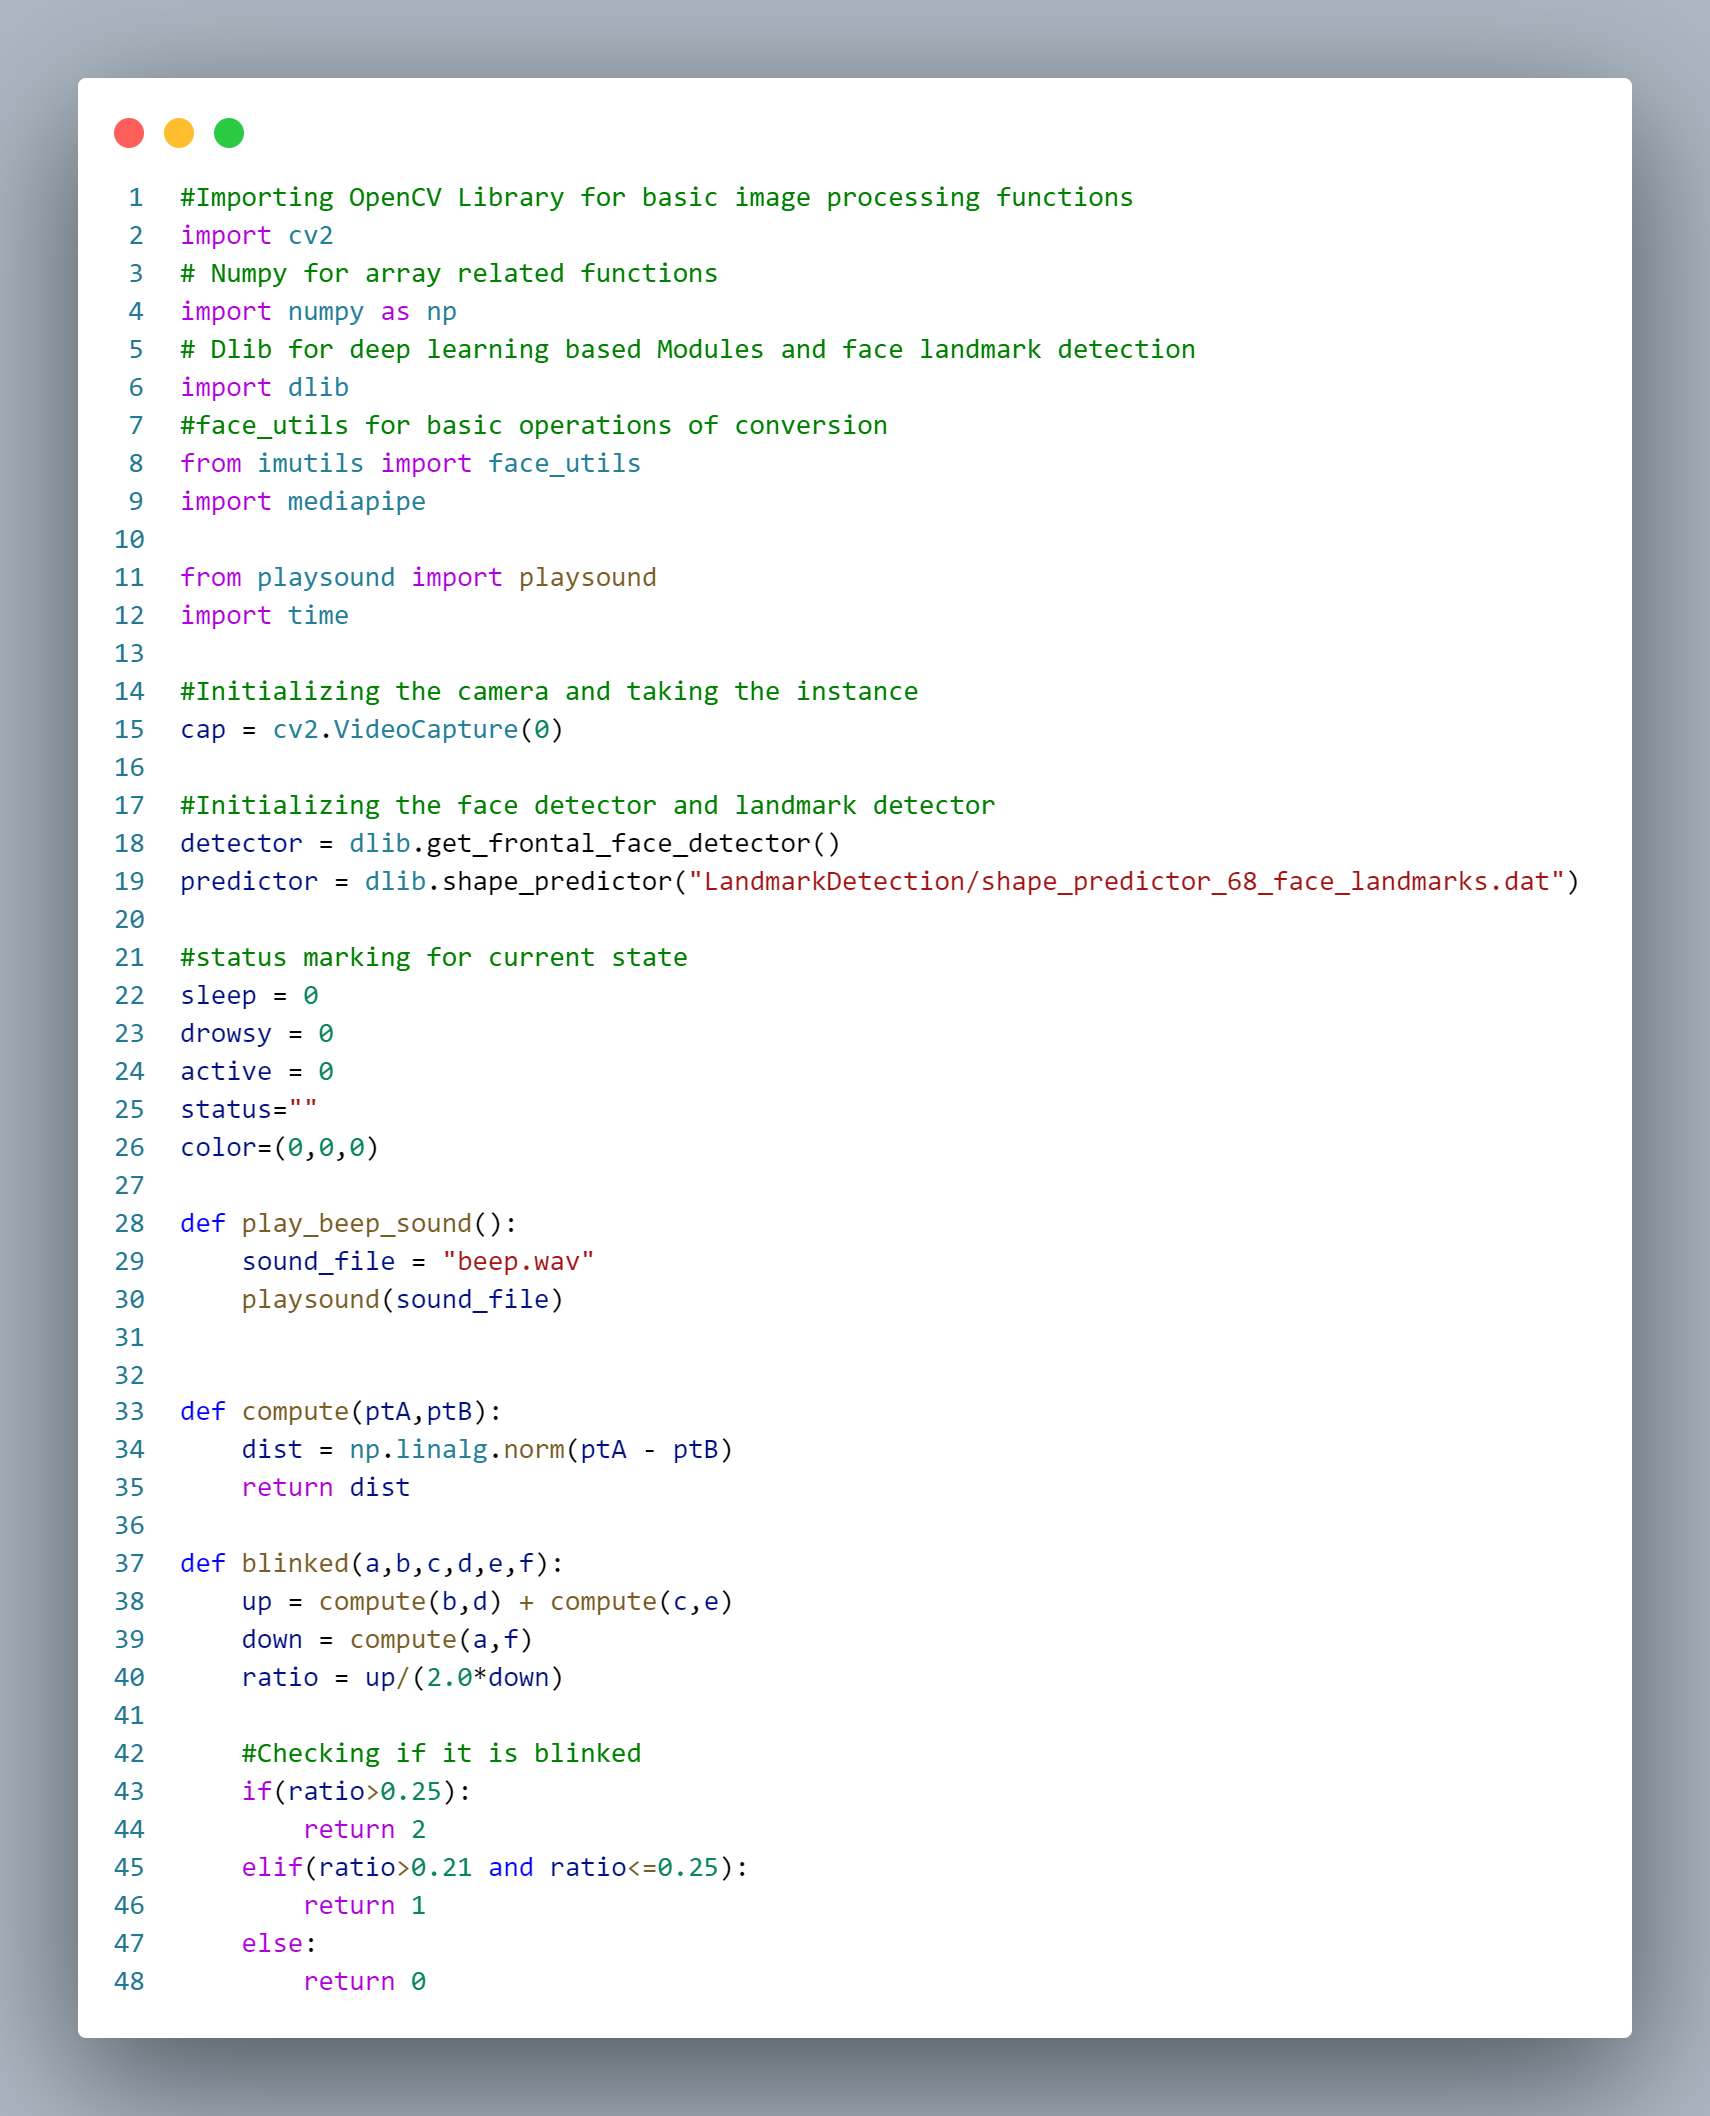 1 #Importing OpenCV Library for basic image processing functions
2 import cv2
3 # Numpy for array related functions
4 import numpy as np
5 # Dlib for deep learning based Modules and face landmark detection
6 import dlib
7 #face_utils for basic operations of conversion
8 from imutils import face_utils
9 import mediapipe
10
11 from playsound import playsound
12 import time
13
14 #Initializing the camera and taking the instance
15 cap = cv2.VideoCapture(0)
16
17 #Initializing the face detector and landmark detector
18 detector = dlib.get_frontal_face_detector()
19 predictor = dlib.shape_predictor("LandmarkDetection/shape_predictor_68_face_landmarks.dat")
20
21 #status marking for current state
22 sleep = 0
23 drowsy = 0
24 active = 0
25 status=""
26 color=(0,0,0)
27
28 def play_beep_sound():
29     sound_file = "beep.wav"
30     playsound(sound_file)
31
32
33 def compute(ptA,ptB):
34     dist = np.linalg.norm(ptA - ptB)
35     return dist
36
37 def blinked(a,b,c,d,e,f):
38     up = compute(b,d) + compute(c,e)
39     down = compute(a,f)
40     ratio = up/(2.0*down)
41
42     #Checking if it is blinked
43     if(ratio>0.25):
44         return 2
45     elif(ratio>0.21 and ratio<=0.25):
46         return 1
47     else:
48         return 0